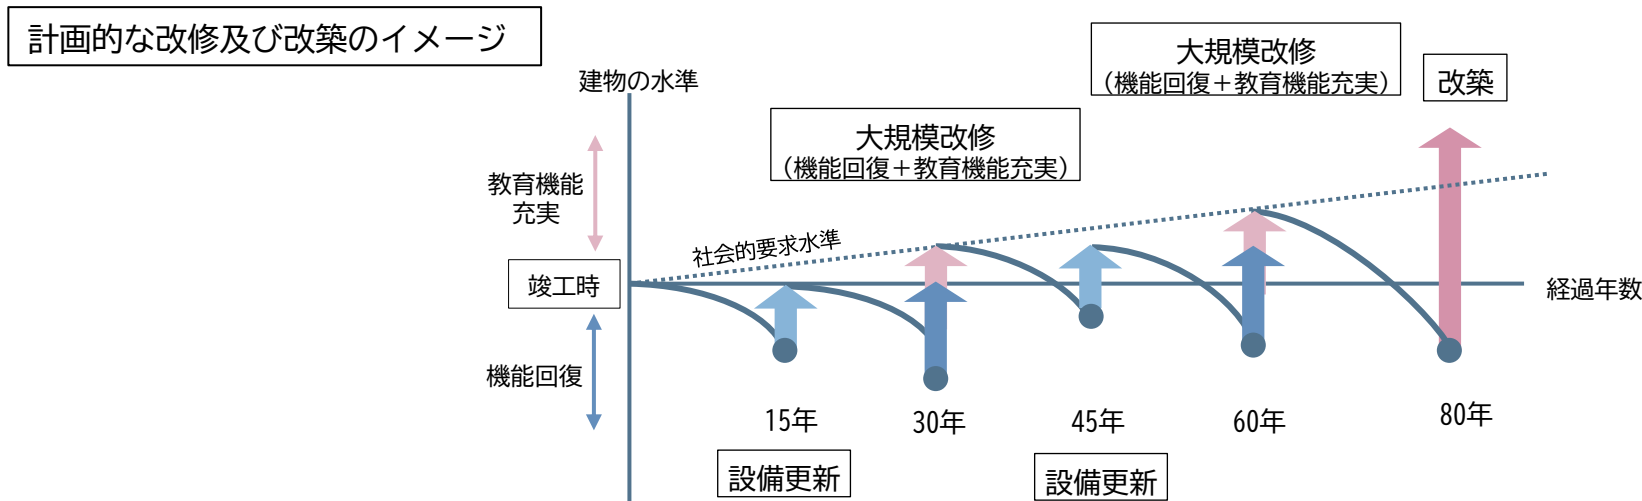 計画的な改修及び改築のイメージ
建物の水準
大規模改修
（機能回復＋教育機能充実）
改築
大規模改修
（機能回復＋教育機能充実）
教育機能
充実
社会的要求水準
竣工時
経過年数
機能回復
15年
30年
45年
60年
80年
設備更新
設備更新